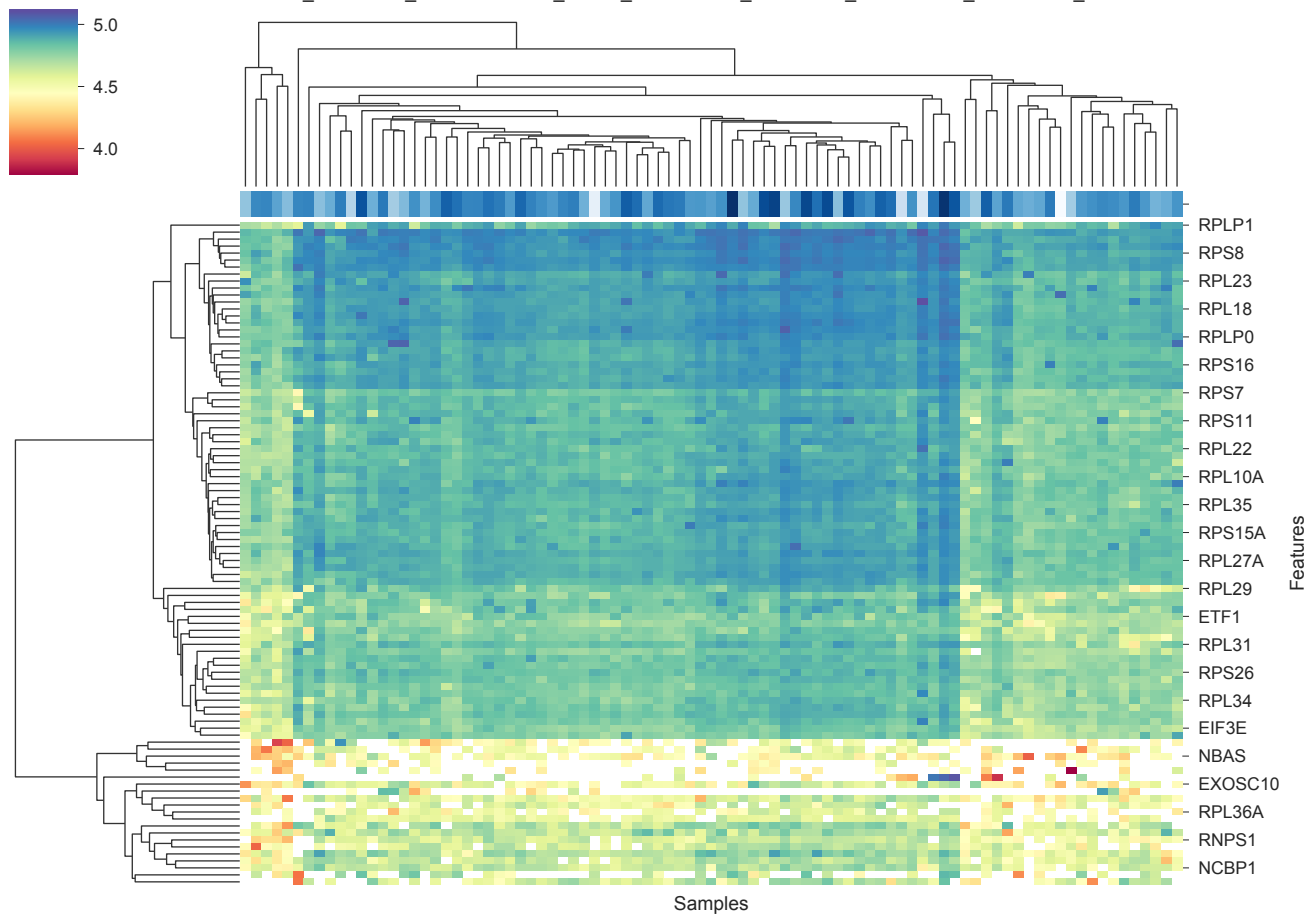 5.0
4.5
4.0
RPLP1
RPS8
RPL23
RPL18
RPLP0
RPS16
RPS7
RPS11
RPL22
RPL10A
RPL35
RPS15A
RPL27A
RPL29
ETF1
RPL31
RPS26
RPL34
EIF3E
NBAS
EXOSC10
RPL36A
RNPS1
NCBP1
Features
Samples